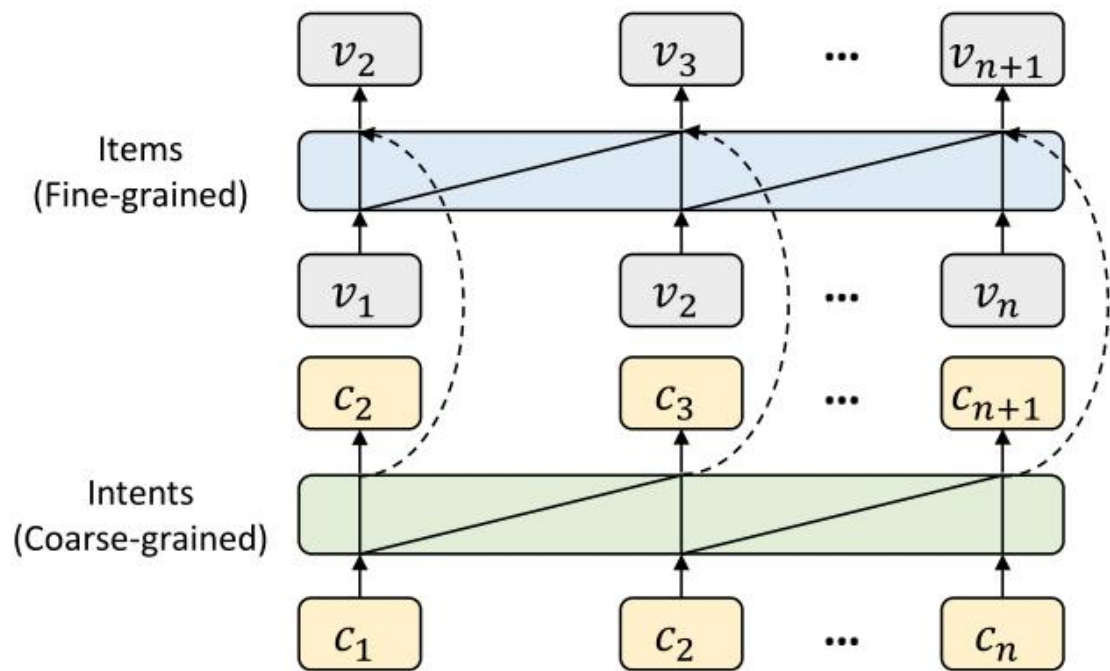 v₂ v₃ ... vₙ₊₁
Items
(Fine-grained)
v₁ v₂ ... vₙ
c₂ c₃ ... cₙ₊₁
Intents
(Coarse-grained)
c₁ c₂ ... cₙ